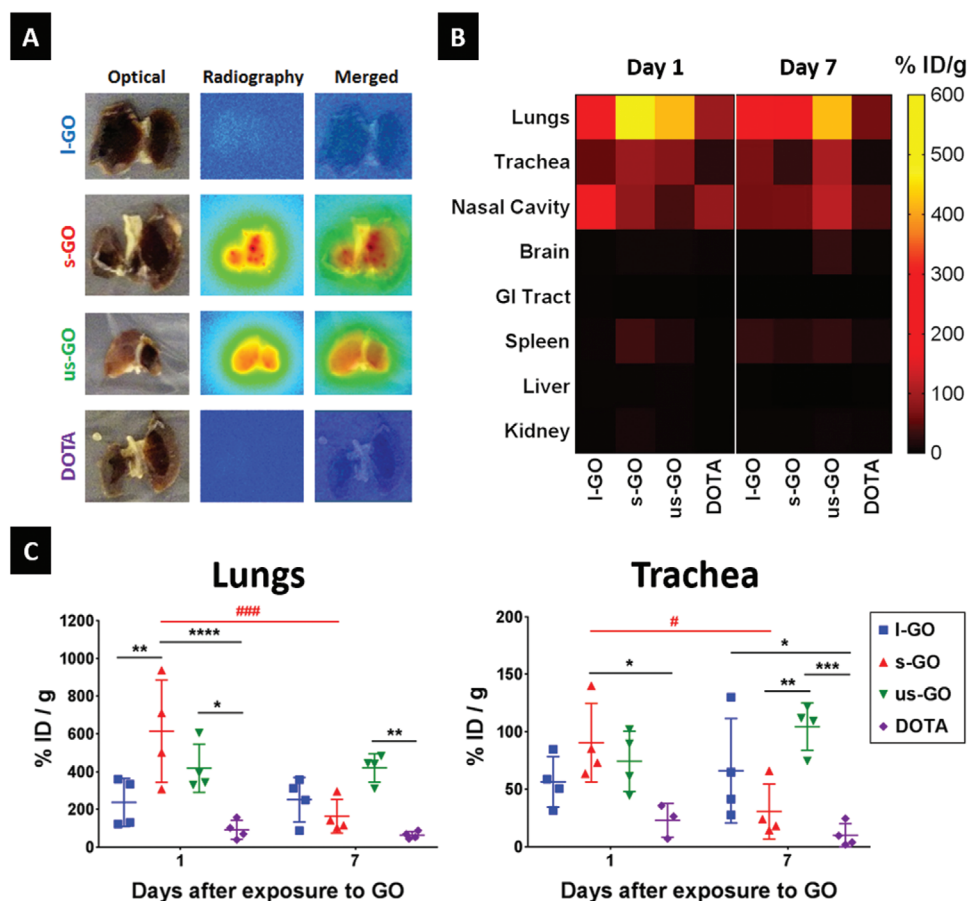 A
Optical Radiography Merged
l-GO
s-GO
us-GO
DOTA
B
Day 1 Day 7 % ID/g
Lungs
Trachea
Nasal Cavity
Brain
GI Tract
Spleen
Liver
Kidney
600
500
400
300
200
100
0
l-GO s-GO us-GO DOTA l-GO s-GO us-GO DOTA
C
Lungs
% ID / g
1200
1000
800
600
400
200
0
###
****
**
*
**
1 7
Days after exposure to GO
Trachea
% ID / g
200
150
100
50
0
#
*
*
***
**
1 7
Days after exposure to GO
l-GO
s-GO
us-GO
DOTA